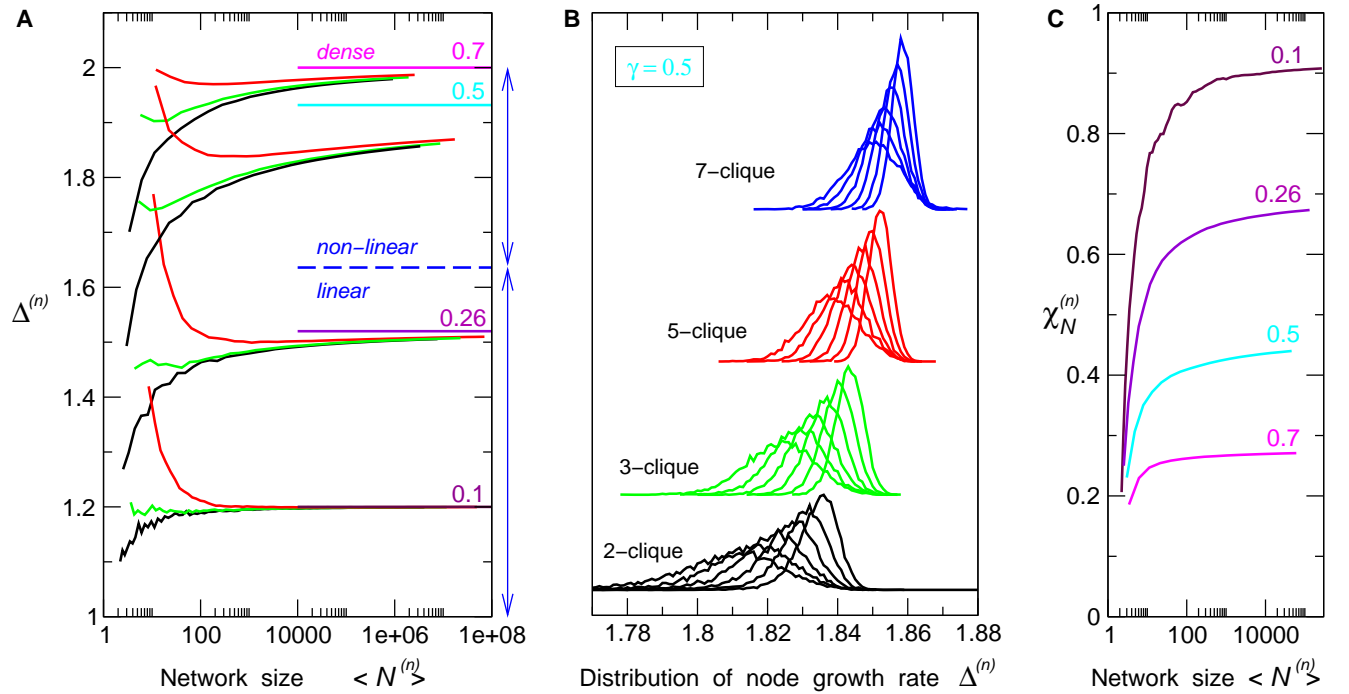 A
dense
0.7
0.5
non−linear
linear
0.26
0.1
2
1.8
1.6
1.4
1.2
1
Δ(n)
1
100
10000
1e+06
1e+08
Network size < N(n) >
B
γ = 0.5
7−clique
5−clique
3−clique
2−clique
1.78
1.8
1.82
1.84
1.86
1.88
Distribution of node growth rate Δ(n)
C
1
0.8
0.6
0.4
0.2
0
χN(n)
0.1
0.26
0.5
0.7
1
100
10000
Network size < N(n) >